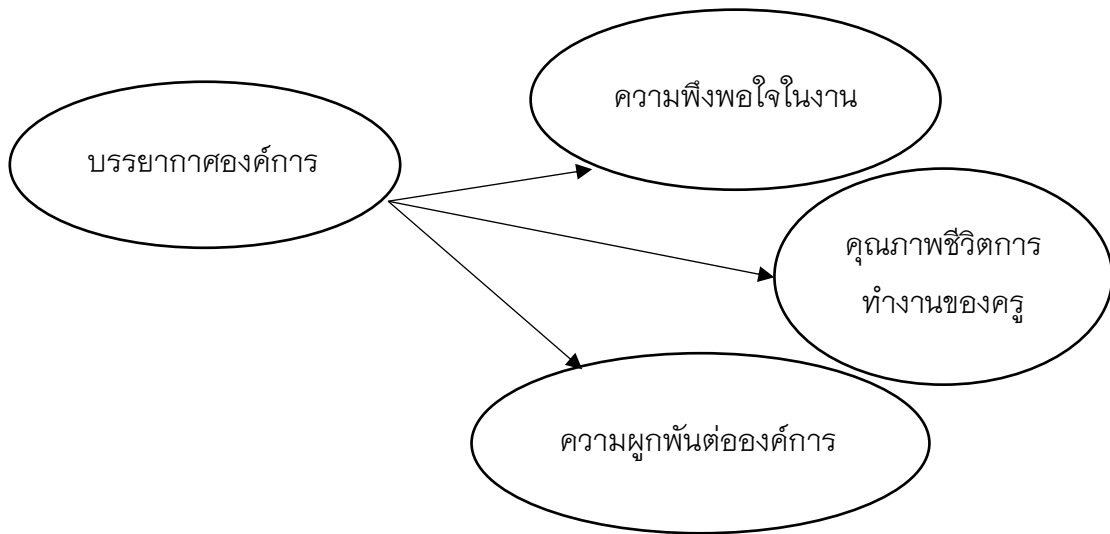 ความพึงพอใจในงาน
บรรยากาศองค์การ
คุณภาพชีวิตการ
ทำงานของครู
ความผูกพันต่อองค์การ